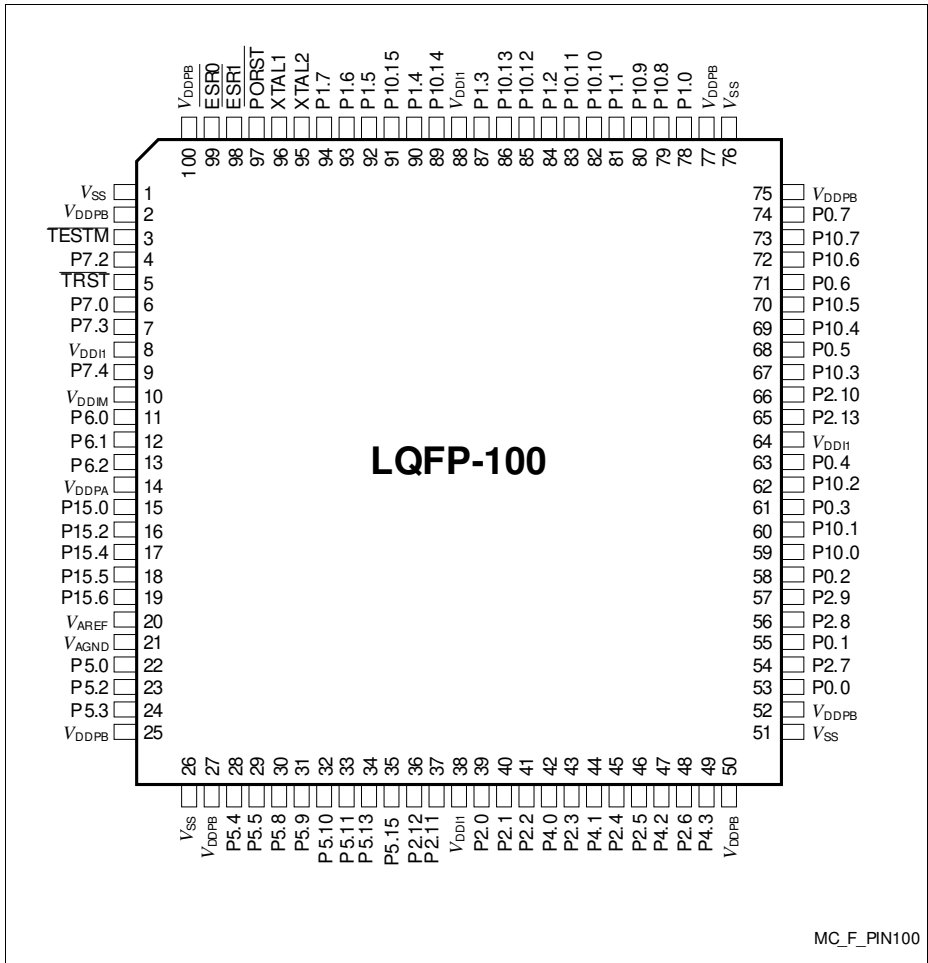 VDDPB
ESR0
ESR1
PORST
XTAL1
XTAL2
P1.7
P1.6
P1.5
P10.15
P1.4
P10.14
VDDI1
P1.3
P10.13
P10.12
P1.2
P10.11
P10.10
P1.1
P10.9
P10.8
P1.0
VDDPB
VSS
100 99 98 97 96 95 94 93 92 91 90 89 88 87 86 85 84 83 82 81 80 79 78 77 76
VSS 1
VDDPB 2
TESTM 3
P7.2 4
TRST 5
P7.0 6
P7.3 7
VDDI1 8
P7.4 9
VDDIM 10
P6.0 11
P6.1 12
P6.2 13
VDDPA 14
P15.0 15
P15.2 16
P15.4 17
P15.5 18
P15.6 19
VAREF 20
VAGND 21
P5.0 22
P5.2 23
P5.3 24
VDDPB 25
LQFP-100
75 VDDPB
74 P0.7
73 P10.7
72 P10.6
71 P0.6
70 P10.5
69 P10.4
68 P0.5
67 P10.3
66 P2.10
65 P2.13
64 VDDI1
63 P0.4
62 P10.2
61 P0.3
60 P10.1
59 P10.0
58 P0.2
57 P2.9
56 P2.8
55 P0.1
54 P2.7
53 P0.0
52 VDDPB
51 VSS
26 27 28 29 30 31 32 33 34 35 36 37 38 39 40 41 42 43 44 45 46 47 48 49 50
VSS
VDDPB
P5.4
P5.5
P5.8
P5.9
P5.10
P5.11
P5.13
P5.15
P2.12
P2.11
VDDI1
P2.0
P2.1
P2.2
P4.0
P2.3
P4.1
P2.4
P2.5
P4.2
P2.6
P4.3
VDDPB
MC_F_PIN100